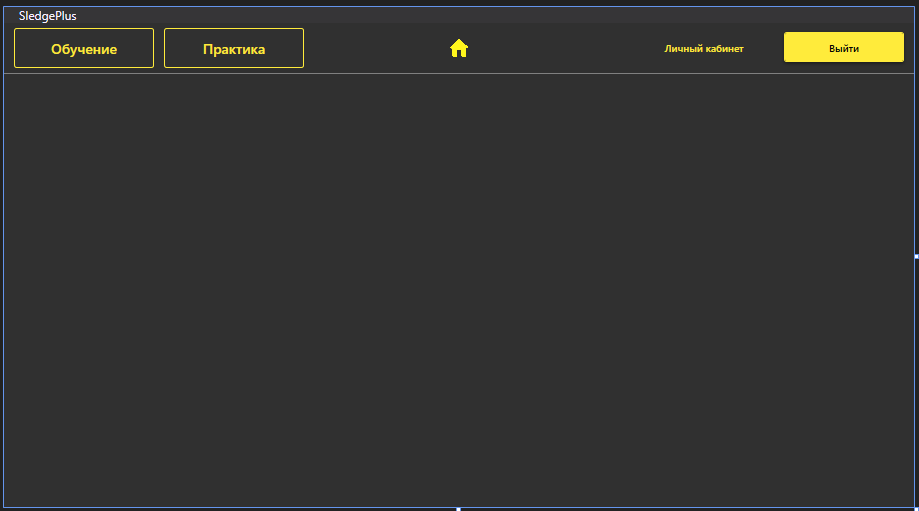 SledgePlus
Обучение
Практика
Личный кабинет
Выйти